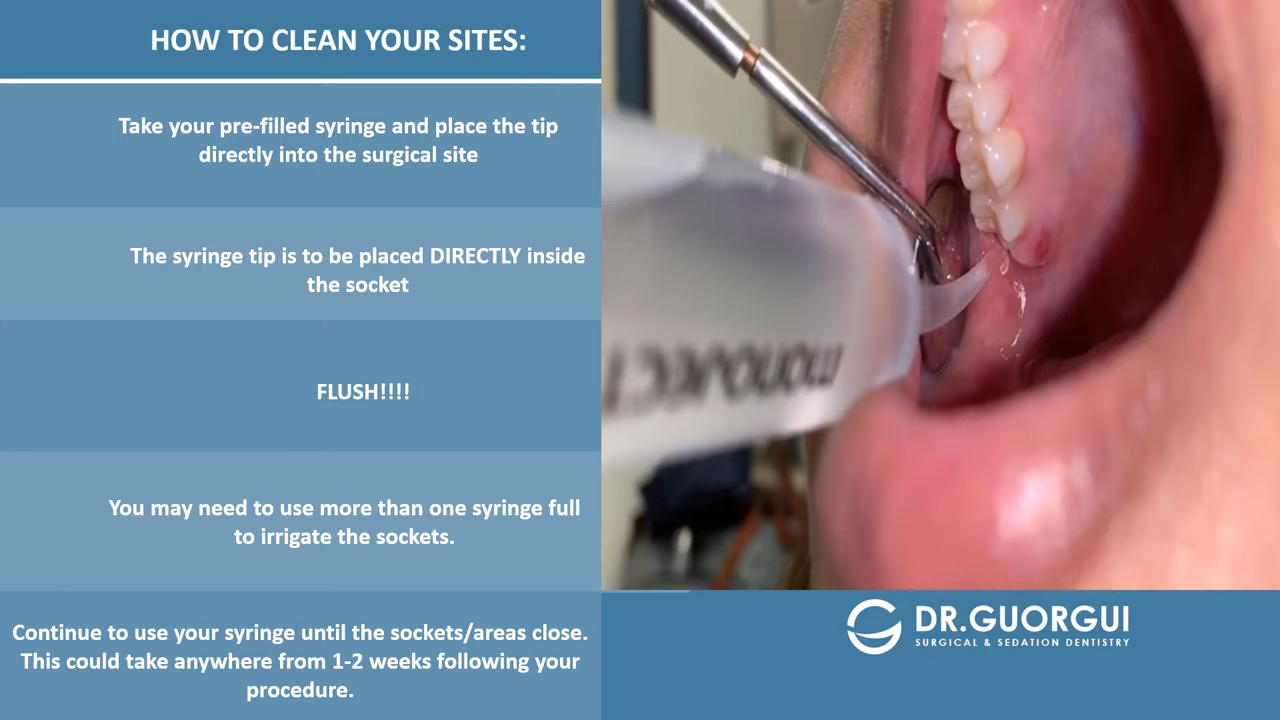 HOW TO CLEAN YOUR SITES:
Take your pre-filled syringe and place the tip
directly into the surgical site
The syringe tip is to be placed DIRECTLY inside
the socket
FLUSH!!!!
You may need to use more than one syringe full
to irrigate the sockets.
Continue to use your syringe until the sockets/areas close.
This could take anywhere from 1-2 weeks following your
procedure.
monoject
DR.GUORGUI
SURGICAL & SEDATION DENTISTRY